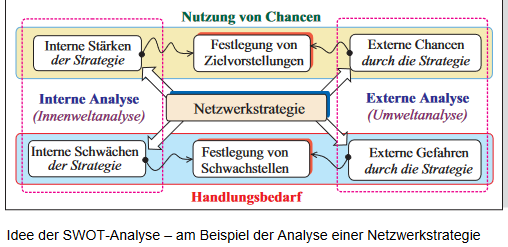 Nutzung von Chancen
Interne Stärken
der Strategie
Festlegung von
Zielvorstellungen
Externe Chancen
durch die Strategie
Interne Analyse
(Innenweltanalyse)
Netzwerkstrategie
Externe Analyse
(Umweltanalyse)
Interne Schwächen
der Strategie
Festlegung von
Schwachstellen
Externe Gefahren
durch die Strategie
Handlungsbedarf
Idee der SWOT-Analyse – am Beispiel der Analyse einer Netzwerkstrategie